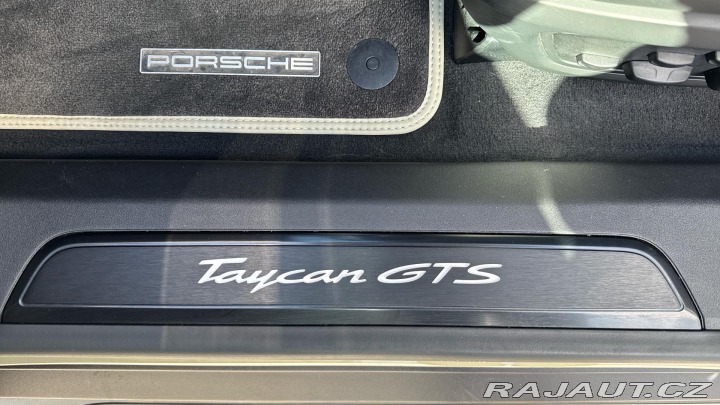 PORSCHE
Taycan GTS
RAJAUT.CZ